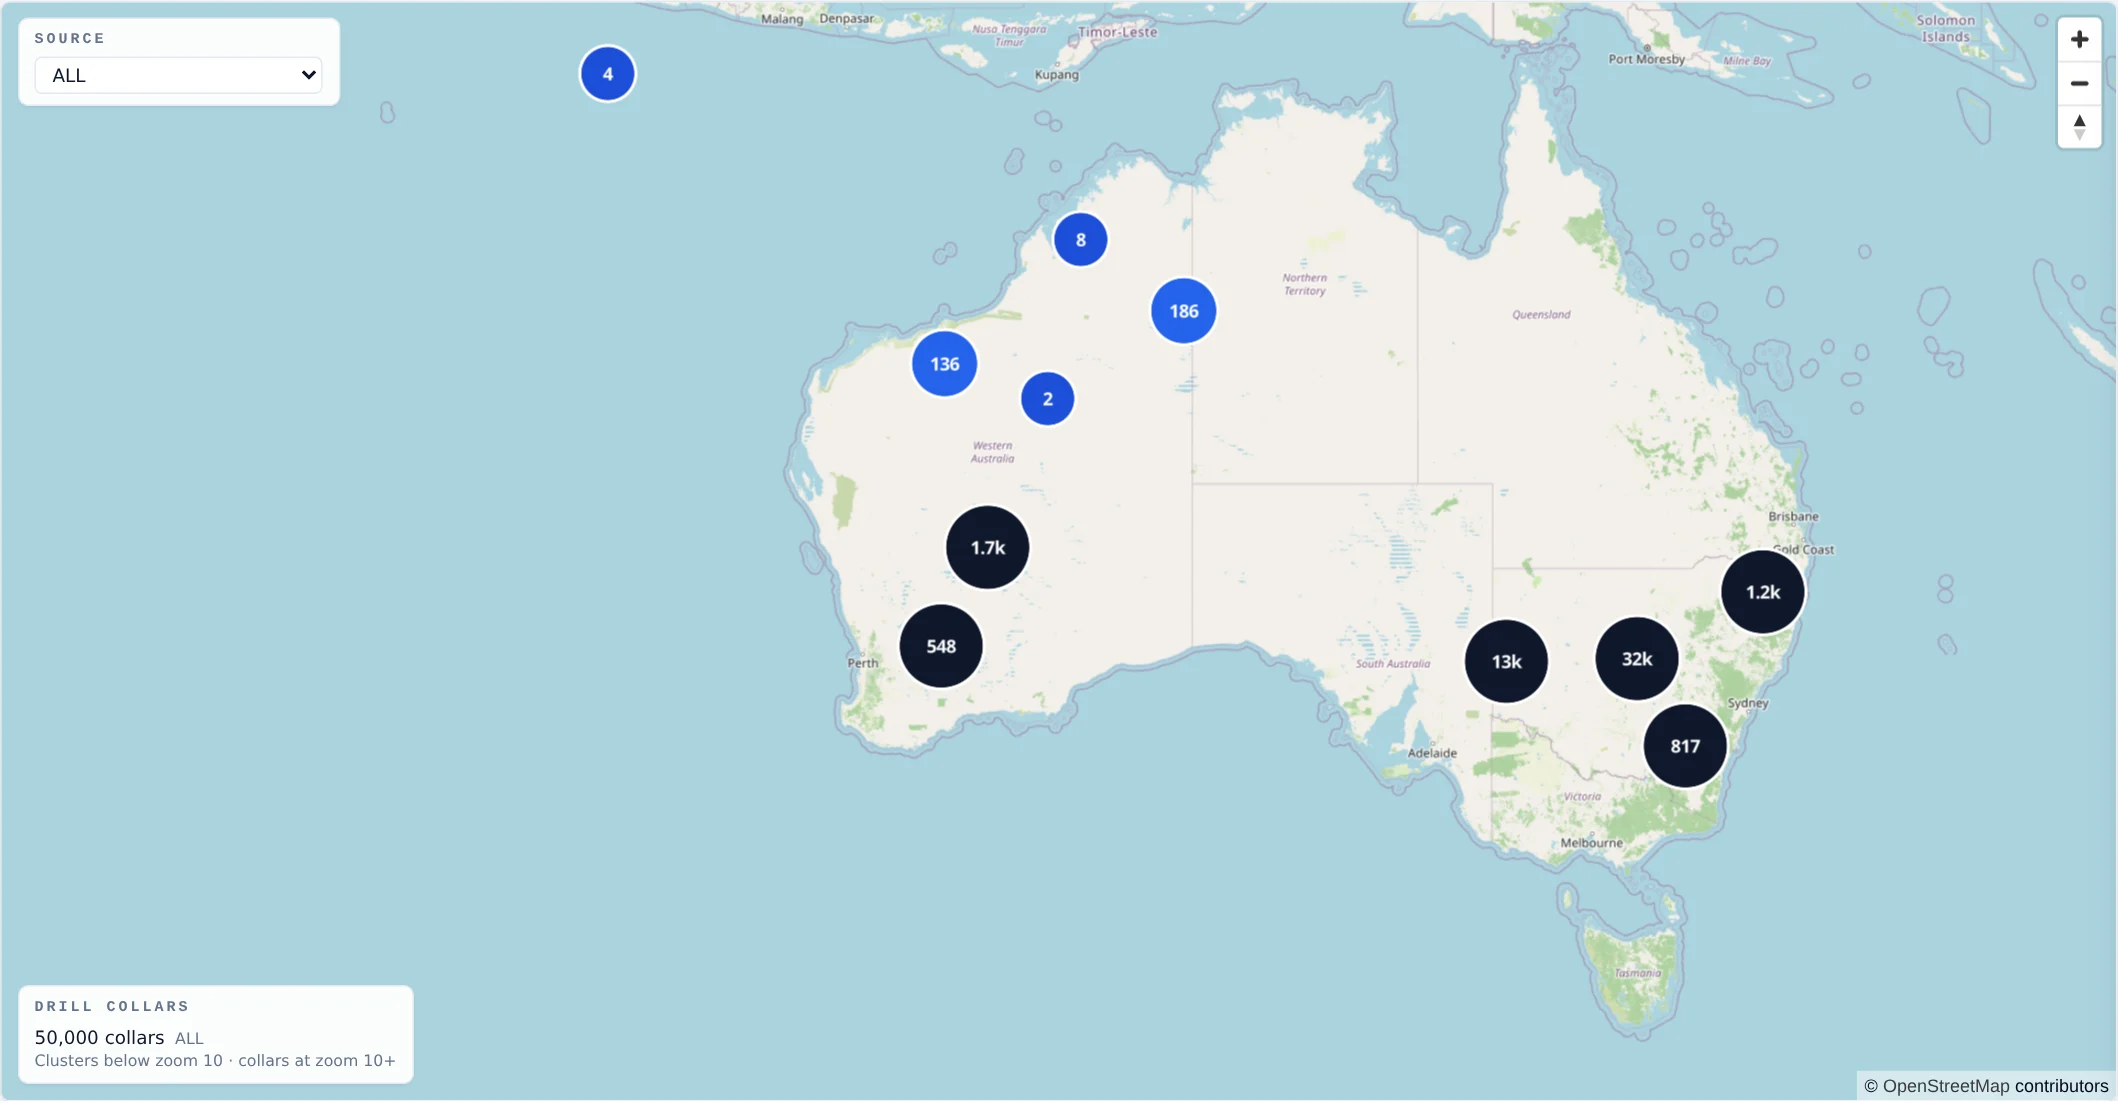 SOURCE
ALL
Malang
Denpasar
Nusa Tenggara
Timur
Timor-Leste
Kupang
Port Moresby
Milne Bay
Solomon
Islands
4
8
186
136
2
Northern
Territory
Queensland
Western
Australia
1.7k
548
Perth
Brisbane
Gold Coast
1.2k
13k
32k
South Australia
Sydney
817
Adelaide
Victoria
Melbourne
Tasmania
DRILL COLLARS
50,000 collars ALL
Clusters below zoom 10 · collars at zoom 10+
© OpenStreetMap contributors